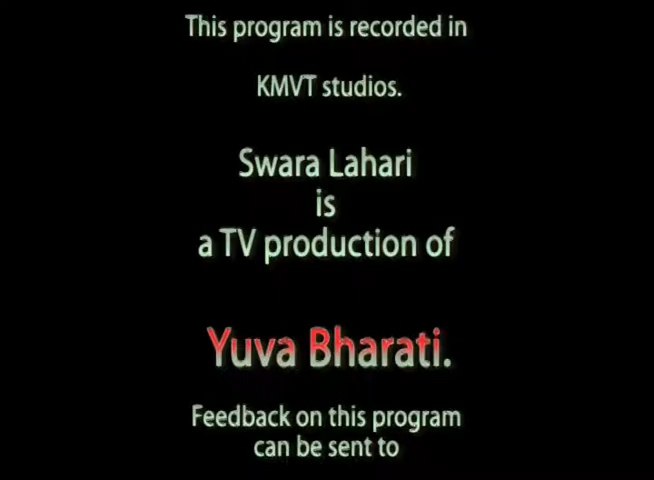 This program is recorded in
KMVT studios.
Swara Lahari
is
a TV production of
Yuva Bharati.
Feedback on this program
can be sent to